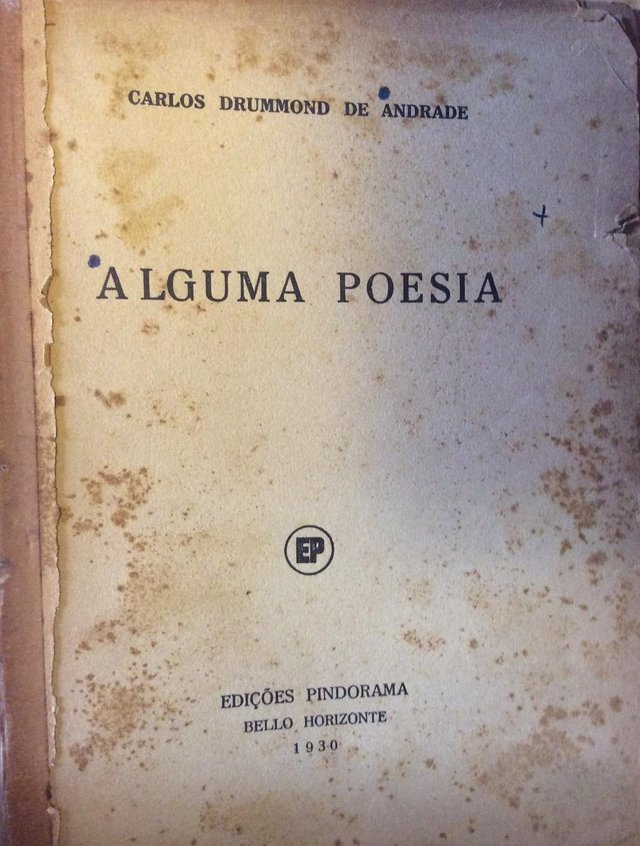 CARLOS DRUMMOND DE ANDRADE
ALGUMA POESIA
EP
EDIÇÕES PINDORAMA
BELLO HORIZONTE
1930